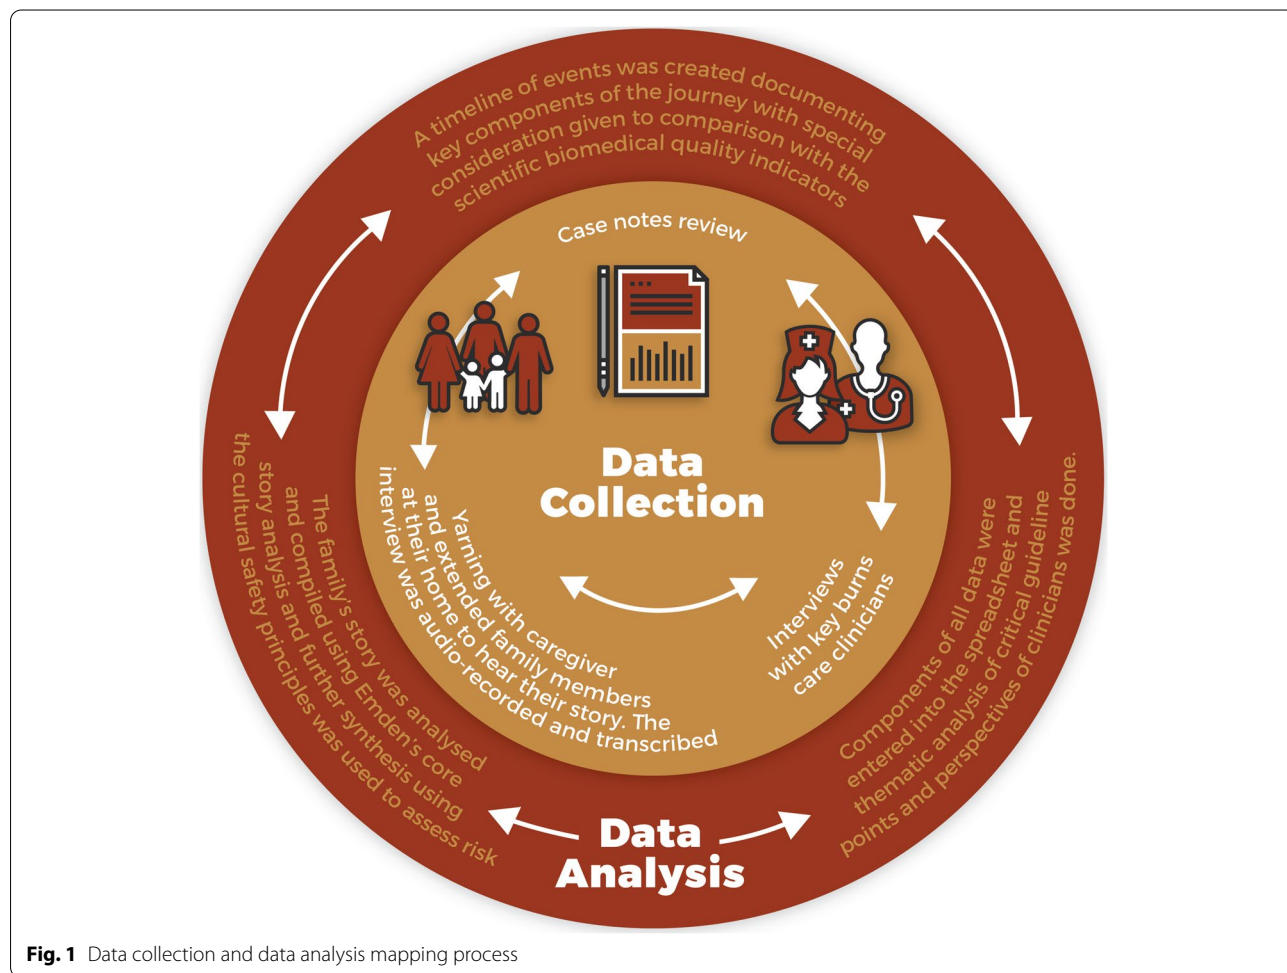 A timeline of events was created documenting
key components of the journey with special
consideration given to comparison with the
scientific biomedical quality indicators
Case notes review
Data
Collection
Yarning with caregiver
and extended family members
at their home to hear their story. The
interview was audio-recorded and transcribed
Interviews
with key burns
care clinicians
The family's story was analysed
and compiled using Emden's core
story analysis and further synthesis using
the cultural safety principles was used to assess risk
Components of all data were
entered into the spreadsheet and
thematic analysis of critical guideline
points and perspectives of clinicians was done.
Data
Analysis
Fig. 1 Data collection and data analysis mapping process